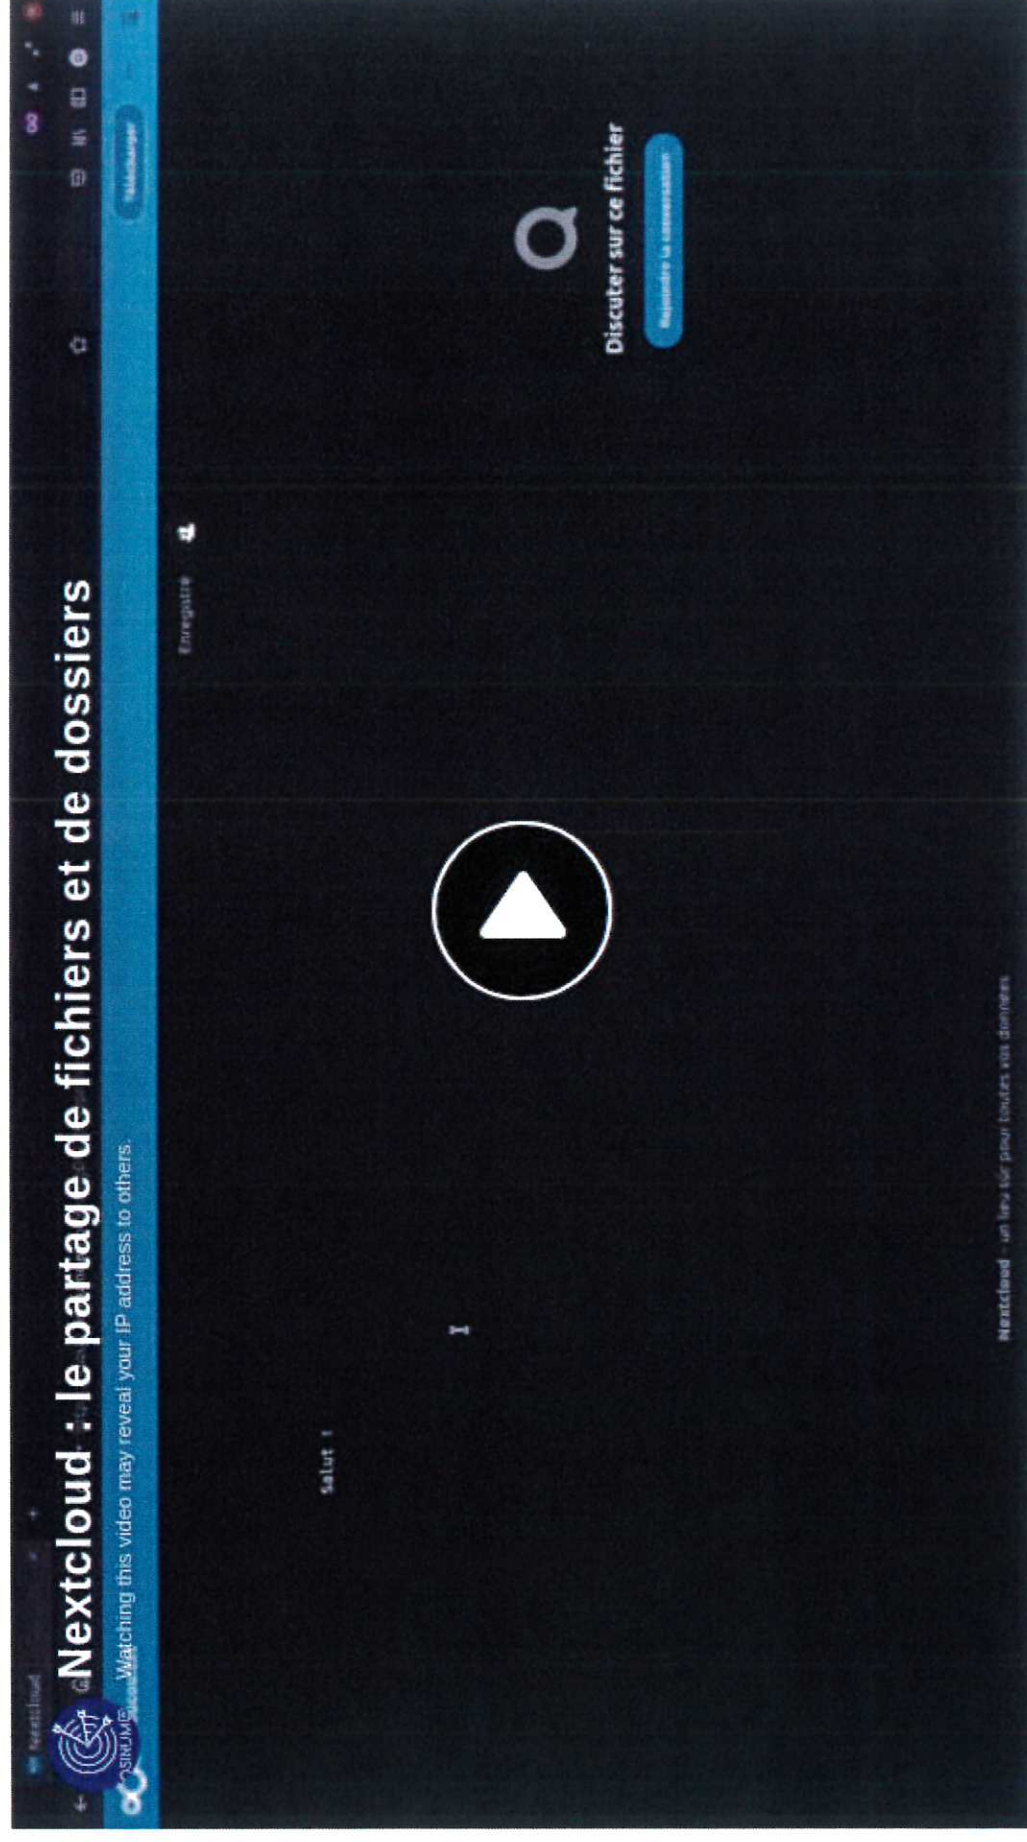 Nextcloud
Nextcloud : le partage de fichiers et de dossiers
Watching this video may reveal your IP address to others.
Télécharger
Enregistré
Salut !
Discuter sur ce fichier
Rejoindre la conversation
Nextcloud - un lieu sûr pour toutes vos données